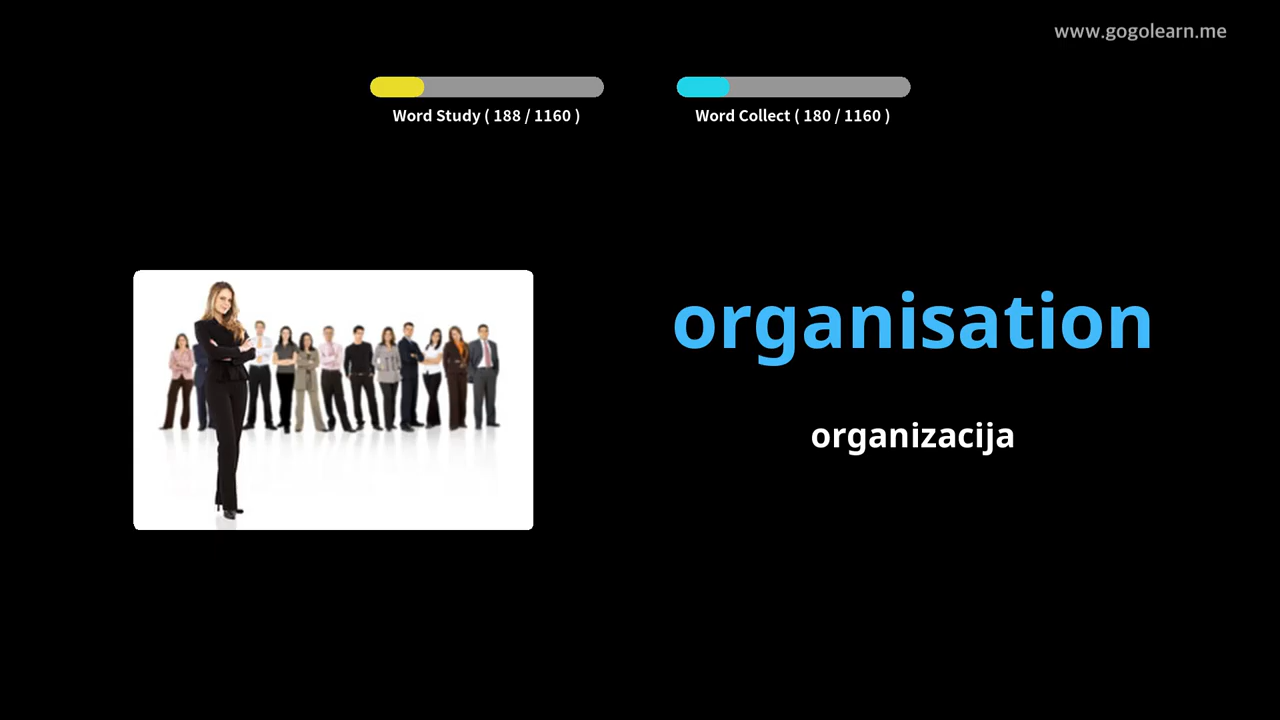 www.gogolearn.me
Word Study ( 188 / 1160 )
Word Collect ( 180 / 1160 )
organisation
organizacija